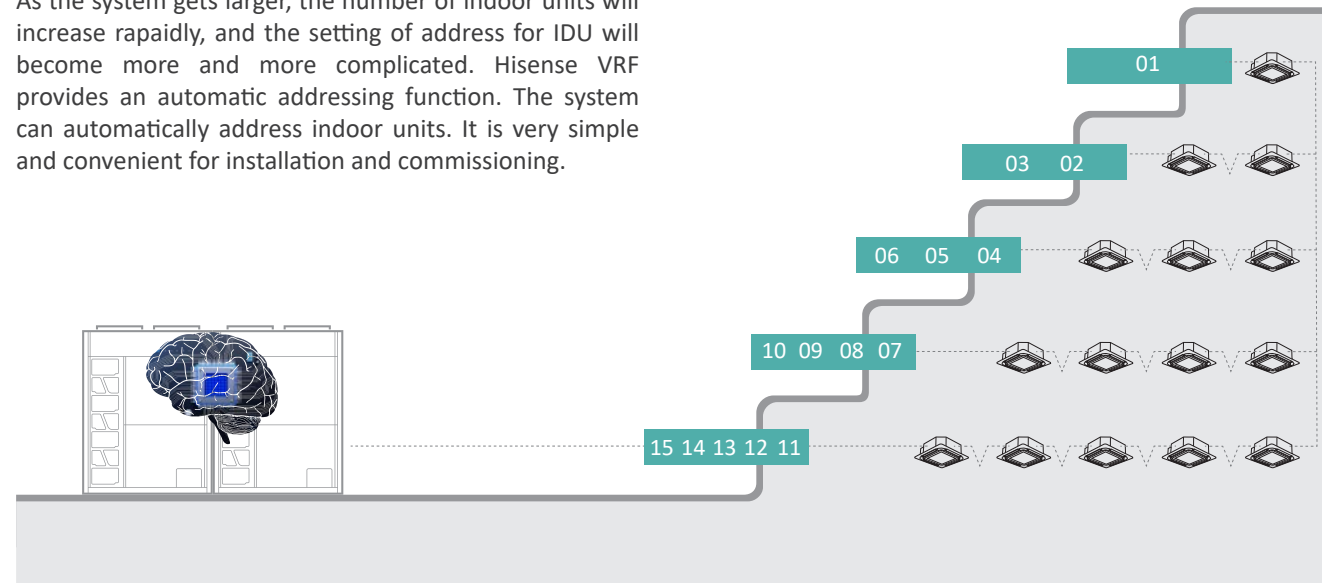 As the system gets larger, the number of indoor units will
increase rapaidly, and the setting of address for IDU will
become more and more complicated. Hisense VRF
provides an automatic addressing function. The system
can automatically address indoor units. It is very simple
and convenient for installation and commissioning.
01
03 02
06 05 04
10 09 08 07
15 14 13 12 11